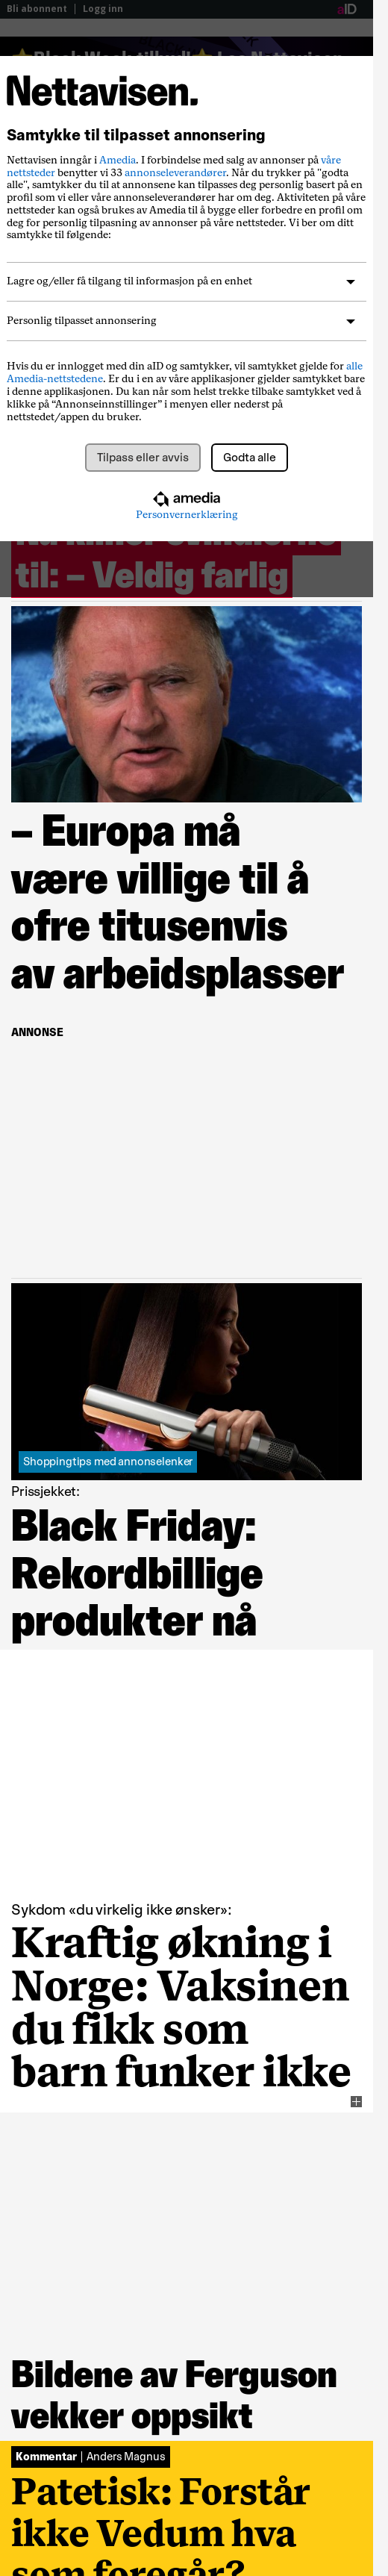 Bli abonnent | Logg inn
aID
Nettavisen.
Samtykke til tilpasset annonsering
Nettavisen inngår i Amedia. I forbindelse med salg av annonser på våre
nettsteder benytter vi 33 annonseleverandører. Når du trykker på "godta
alle", samtykker du til at annonsene kan tilpasses deg personlig basert på en
profil som vi eller våre annonseleverandører har om deg. Aktiviteten på våre
nettsteder kan også brukes av Amedia til å bygge eller forbedre en profil om
deg for personlig tilpasning av annonser på våre nettsteder. Vi ber om ditt
samtykke til følgende:
Lagre og/eller få tilgang til informasjon på en enhet
Personlig tilpasset annonsering
Hvis du er innlogget med din aID og samtykker, vil samtykket gjelde for alle
Amedia-nettstedene. Er du i en av våre applikasjoner gjelder samtykket bare
i denne applikasjonen. Du kan når som helst trekke tilbake samtykket ved å
klikke på “Annonseinnstillinger” i menyen eller nederst på
nettstedet/appen du bruker.
Tilpass eller avvis
Godta alle
amedia
Personvernerklæring
til: – Veldig farlig
– Europa må
være villige til å
ofre titusenvis
av arbeidsplasser
ANNONSE
Shoppingtips med annonselenker
Prissjekket:
Black Friday:
Rekordbillige
produkter nå
Sykdom «du virkelig ikke ønsker»:
Kraftig økning i
Norge: Vaksinen
du fikk som
barn funker ikke
Bildene av Ferguson
vekker oppsikt
Kommentar | Anders Magnus
Patetisk: Forstår
ikke Vedum hva
som foregår?